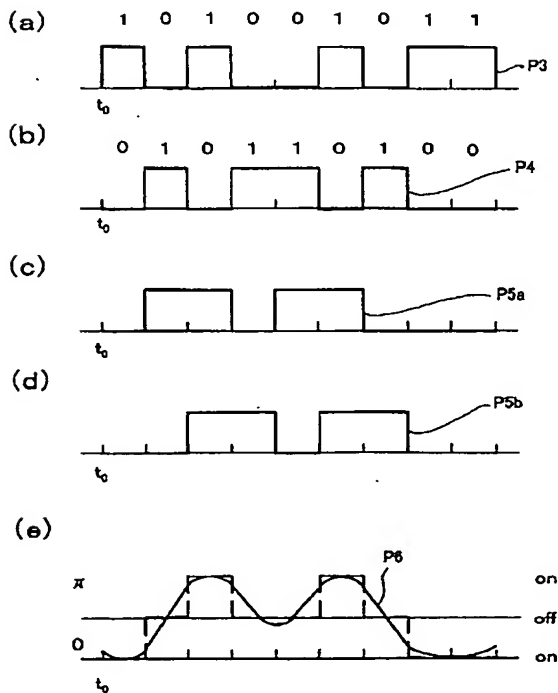 (a)
1 0 1 0 0 1 0 1 1
P3
t₀
(b)
0 1 0 1 1 0 1 0 0
P4
t₀
(c)
P5a
t₀
(d)
P5b
t₀
(e)
P6
π
on
off
0
on
t₀